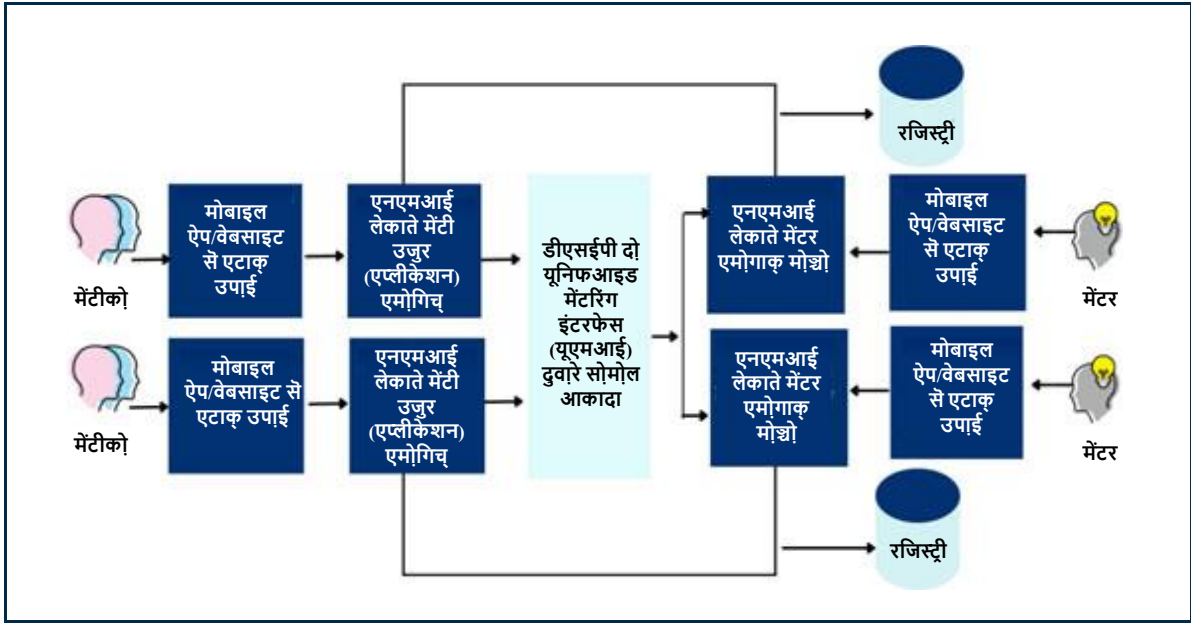 रजिस्ट्री
मोबाइल
ऐप/वेबसाइट
सॆ एटाक्
उपा़ई
एनएमआई
लेकाते मेंटी
उजुर
(एप्लीकेशन)
एमोगिच्
डीएसईपी दो़
यूनिफआइड
मेंटरिंग
इंटरफेस
(यूएमआई)
दुवा़रे सो़मो़ल
आकादा
एनएमआई
लेकाते मेंटर
एमो़गाक् मो़ञ्चो़
मोबाइल
ऐप/वेबसाइट
सॆ एटाक्
उपा़ई
मेंटीको़
मेंटर
मोबाइल
ऐप/वेबसाइट सॆ
एटाक् उपा़ई
एनएमआई
लेकाते मेंटी
उजुर
(एप्लीकेशन)
एमो़गिच्
एनएमआई
लेकाते मेंटर
एमो़गाक्
मो़ञ्चो़
मोबाइल
ऐप/वेबसाइट
सॆ एटाक्
उपा़ई
मेंटीको़
मेंटर
रजिस्ट्री